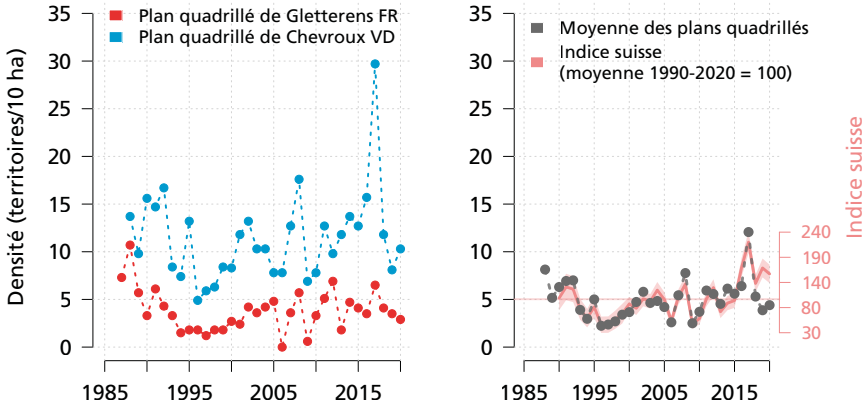 Densité (territoires/10 ha)
35
30
25
20
15
10
5
0
Plan quadrillé de Gletterens FR
Plan quadrillé de Chevroux VD
1985 1995 2005 2015
35
30
25
20
15
10
5
0
Moyenne des plans quadrillés
Indice suisse
(moyenne 1990-2020 = 100)
240
190
140
80
30
Indice suisse
1985 1995 2005 2015